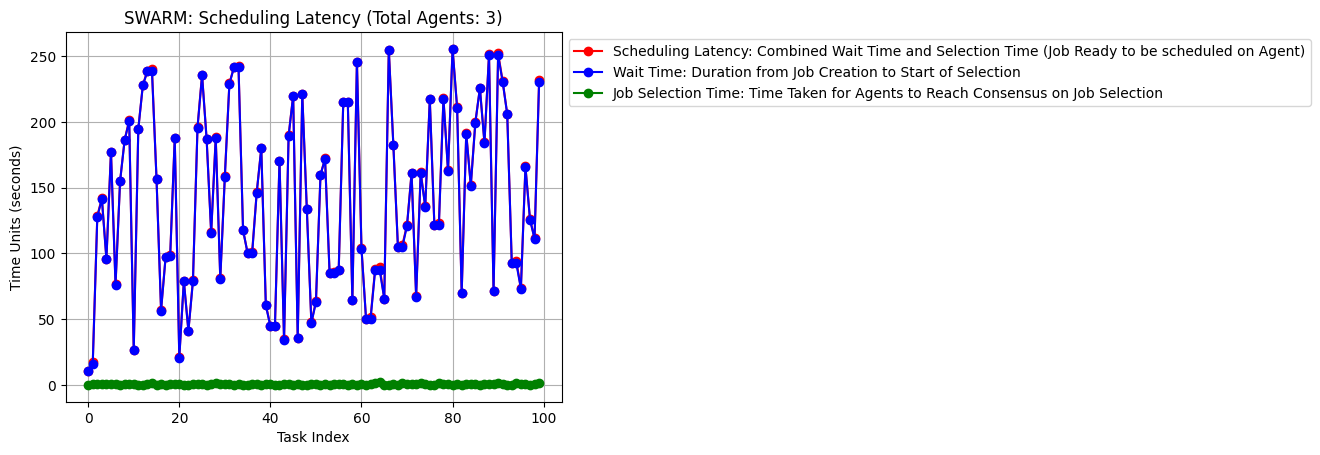 SWARM: Scheduling Latency (Total Agents: 3)
Scheduling Latency: Combined Wait Time and Selection Time (Job Ready to be scheduled on Agent)
Wait Time: Duration from Job Creation to Start of Selection
Job Selection Time: Time Taken for Agents to Reach Consensus on Job Selection
Time Units (seconds)
250
200
150
100
50
0
0 20 40 60 80 100
Task Index